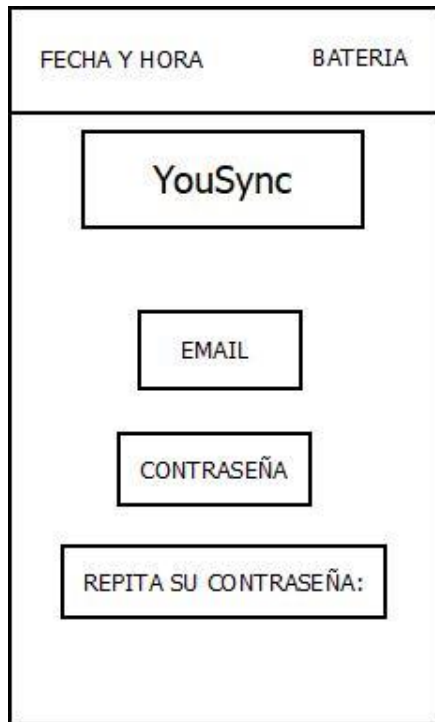 FECHA Y HORA BATERIA
YouSync
EMAIL
CONTRASEÑA
REPITA SU CONTRASEÑA: